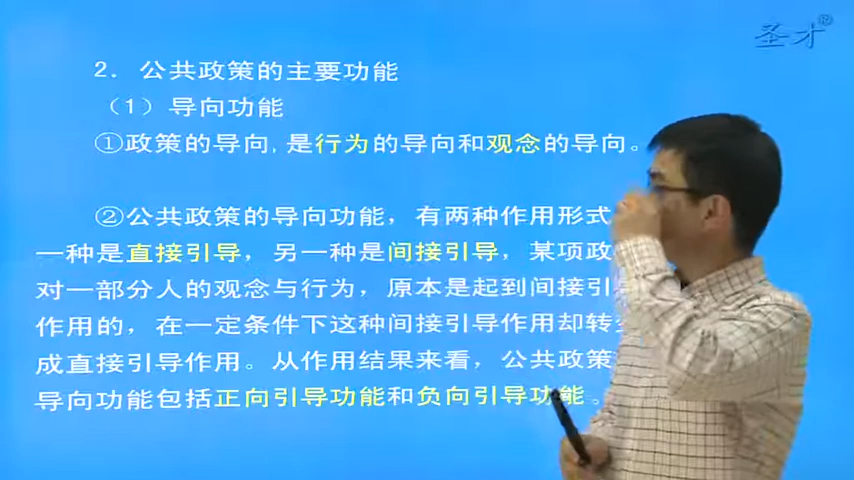 圣才®
2. 公共政策的主要功能
（1）导向功能
①政策的导向, 是行为的导向和观念的导向。
②公共政策的导向功能，有两种作用形式
一种是直接引导，另一种是间接引导，某项政
对一部分人的观念与行为，原本是起到间接引
作用的，在一定条件下这种间接引导作用却转
成直接引导作用。从作用结果来看，公共政策
导向功能包括正向引导功能和负向引导功能。